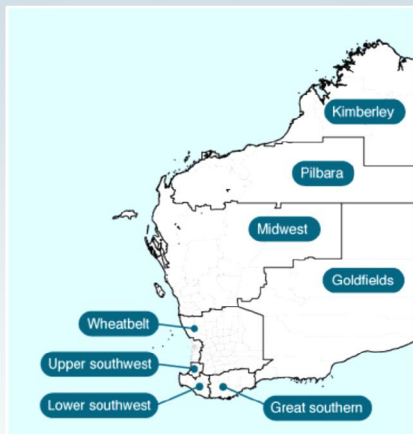 Kimberley
Pilbara
Midwest
Goldfields
Wheatbelt
Upper southwest
Lower southwest
Great southern